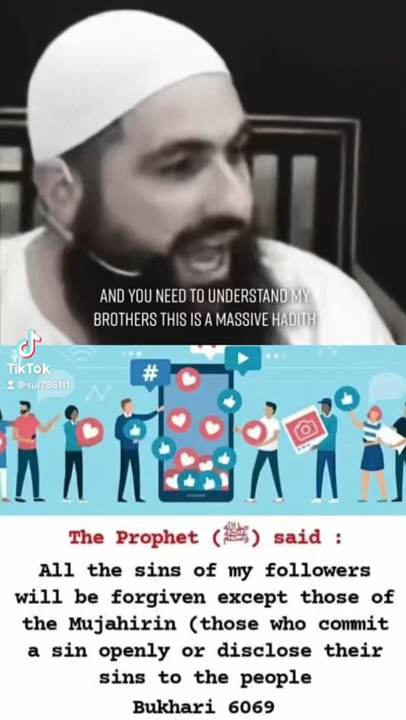 AND YOU NEED TO UNDERSTAND MY
BROTHERS THIS IS A MASSIVE HADITH
TikTok
@sul786111
#
The Prophet (ﷺ) said :
All the sins of my followers
will be forgiven except those of
the Mujahirin (those who commit
a sin openly or disclose their
sins to the people
Bukhari 6069